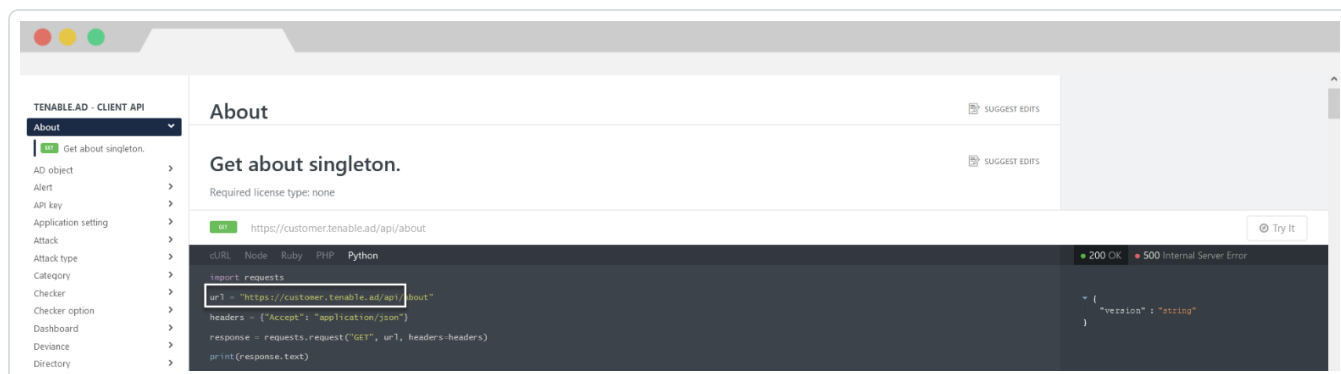 TENABLE.AD - CLIENT API
About
GET Get about singleton.
AD object
Alert
API key
Application setting
Attack
Attack type
Category
Checker
Checker option
Dashboard
Deviance
Directory
About
SUGGEST EDITS
Get about singleton.
SUGGEST EDITS
Required license type: none
GET https://customer.tenable.ad/api/about
Try It
cURL Node Ruby PHP Python
import requests
url = "https://customer.tenable.ad/api/about"
headers = {"Accept": "application/json"}
response = requests.request("GET", url, headers=headers)
print(response.text)
200 OK 500 Internal Server Error
{
"version" : "string"
}